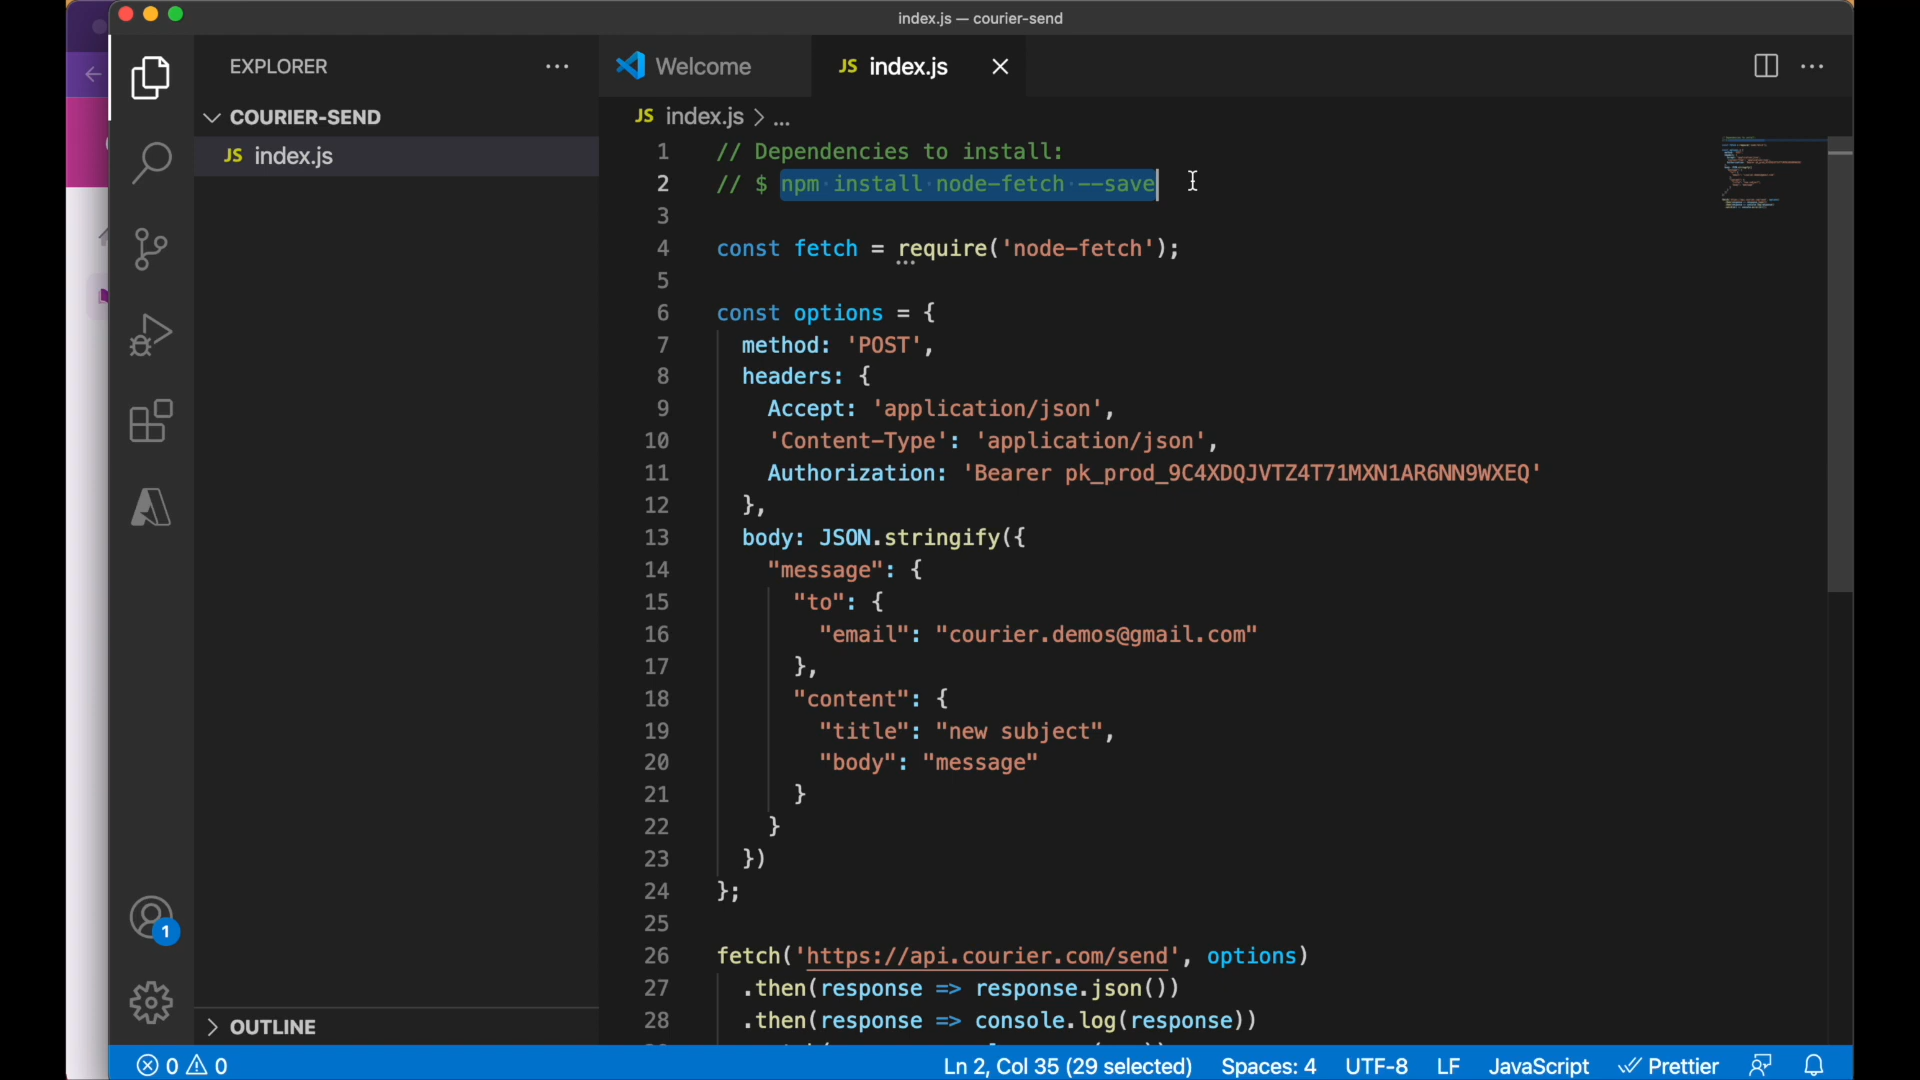 index.js — courier-send
EXPLORER
Welcome
JS index.js
COURIER-SEND
JS index.js
JS index.js > ...
1 // Dependencies to install:
2 // $ npm install node-fetch --save
3
4 const fetch = require('node-fetch');
5
6 const options = {
7 method: 'POST',
8 headers: {
9 Accept: 'application/json',
10 'Content-Type': 'application/json',
11 Authorization: 'Bearer pk_prod_9C4XDQJVTZ4T71MXN1AR6NN9WXEQ'
12 },
13 body: JSON.stringify({
14 "message": {
15 "to": {
16 "email": "courier.demos@gmail.com"
17 },
18 "content": {
19 "title": "new subject",
20 "body": "message"
21 }
22 }
23 })
24 };
25
26 fetch('https://api.courier.com/send', options)
27 .then(response => response.json())
28 .then(response => console.log(response))
1
OUTLINE
0 0
Ln 2, Col 35 (29 selected) Spaces: 4 UTF-8 LF JavaScript Prettier